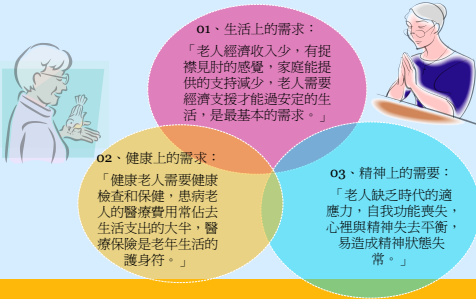 01、生活上的需求：
「老人經濟收入少，有捉
襟見肘的感覺，家庭能提
供的支持減少，老人需要
經濟支援才能過安定的生
活，是最基本的需求。」
02、健康上的需求：
「健康老人需要健康
檢查和保健，患病老
人的醫療費用常佔去
生活支出的大半，醫
療保險是老年生活的
護身符。」
03、精神上的需要：
「老人缺乏時代的適
應力，自我功能喪失，
心裡與精神失去平衡，
易造成精神狀態失
常。」